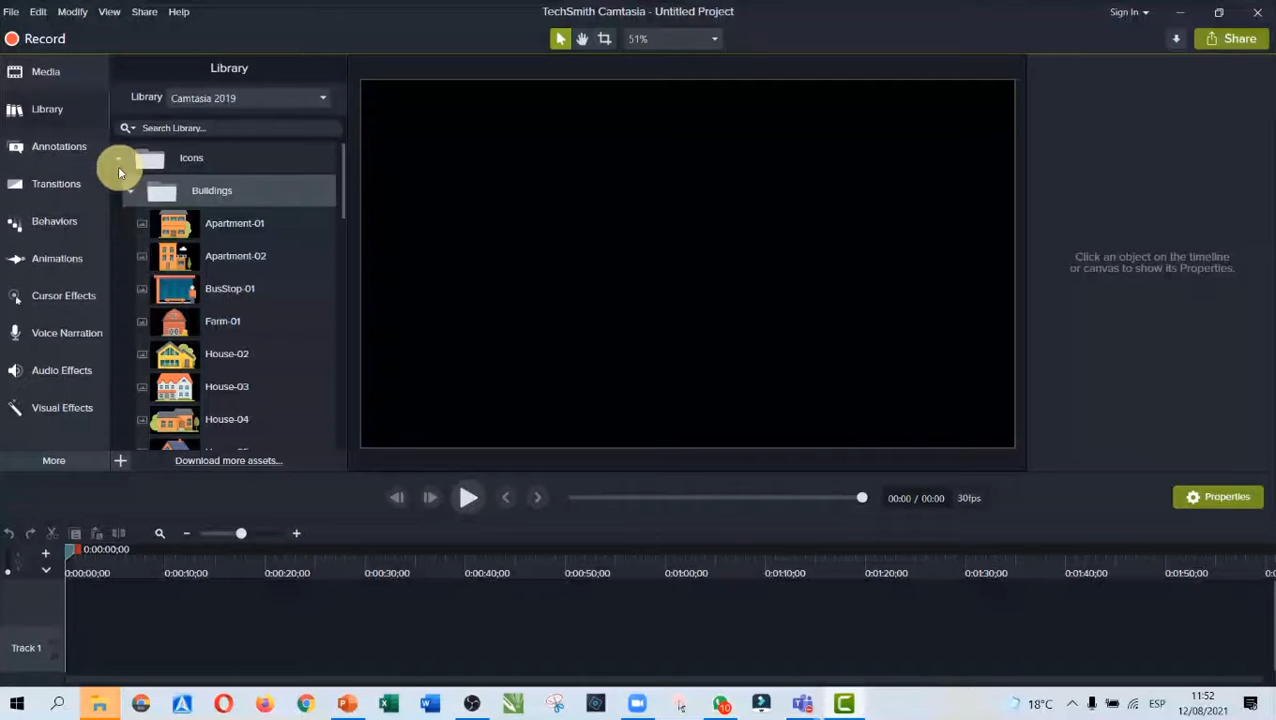 File Edit Modify View Share Help TechSmith Camtasia - Untitled Project Sign In
Record 51% Share
Media Library
Library Library Camtasia 2019
Search Library...
Annotations Icons
Transitions Buildings
Behaviors Apartment-01
Animations Apartment-02
Cursor Effects BusStop-01
Voice Narration Farm-01
Audio Effects House-02
Visual Effects House-03
House-04
Click an object on the timeline
or canvas to show its Properties.
More + Download more assets...
00:00 / 00:00 30fps Properties
0:00:00;00
0:00:00;00 0:00:10;00 0:00:20;00 0:00:30;00 0:00:40;00 0:00:50;00 0:01:00;00 0:01:10;00 0:01:20;00 0:01:30;00 0:01:40;00 0:01:50;00
Track 1
10 18°C ESP 11:52
12/08/2021